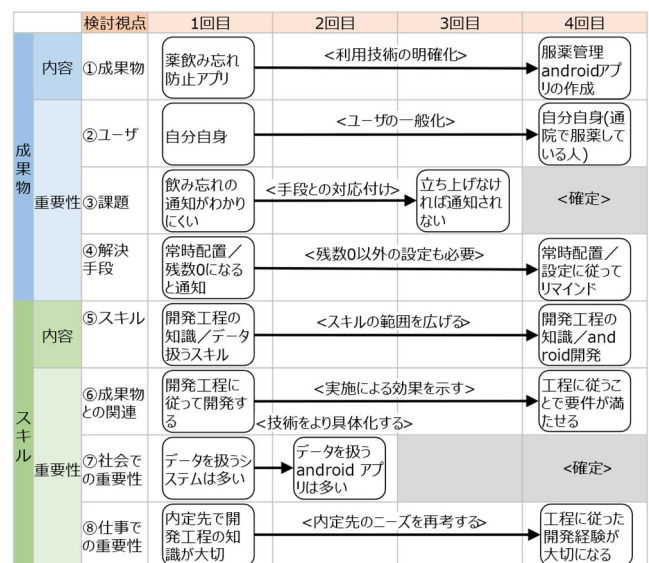 検討視点 1回目 2回目 3回目 4回目
成果物
内容
①成果物
薬飲み忘れ
防止アプリ
<利用技術の明確化>
服薬管理
androidアプ
リの作成
重要性
②ユーザ
自分自身
<ユーザの一般化>
自分自身(通
院で服薬して
いる人)
③課題
飲み忘れの
通知がわかり
にくい
<手段との対応付け>
立ち上げなけ
れば通知され
ない
<確定>
④解決
手段
常時配置／
残数0になる
と通知
<残数0以外の設定も必要>
常時配置／
設定に従って
リマインド
スキル
内容
⑤スキル
開発工程の
知識／データ
扱うスキル
<スキルの範囲を広げる>
開発工程の
知識／and
roid開発
重要性
⑥成果物
との関連
開発工程に
従って開発す
る
<実施による効果を示す>
工程に従うこ
とで要件が満
たせる
<技術をより具体化する>
⑦社会で
の重要性
データを扱うシ
ステムは多い
データを扱う
android アプ
リは多い
<確定>
⑧仕事で
の重要性
内定先で開
発工程の知
識が大切
<内定先のニーズを再考する>
工程に従った
開発経験が
大切になる